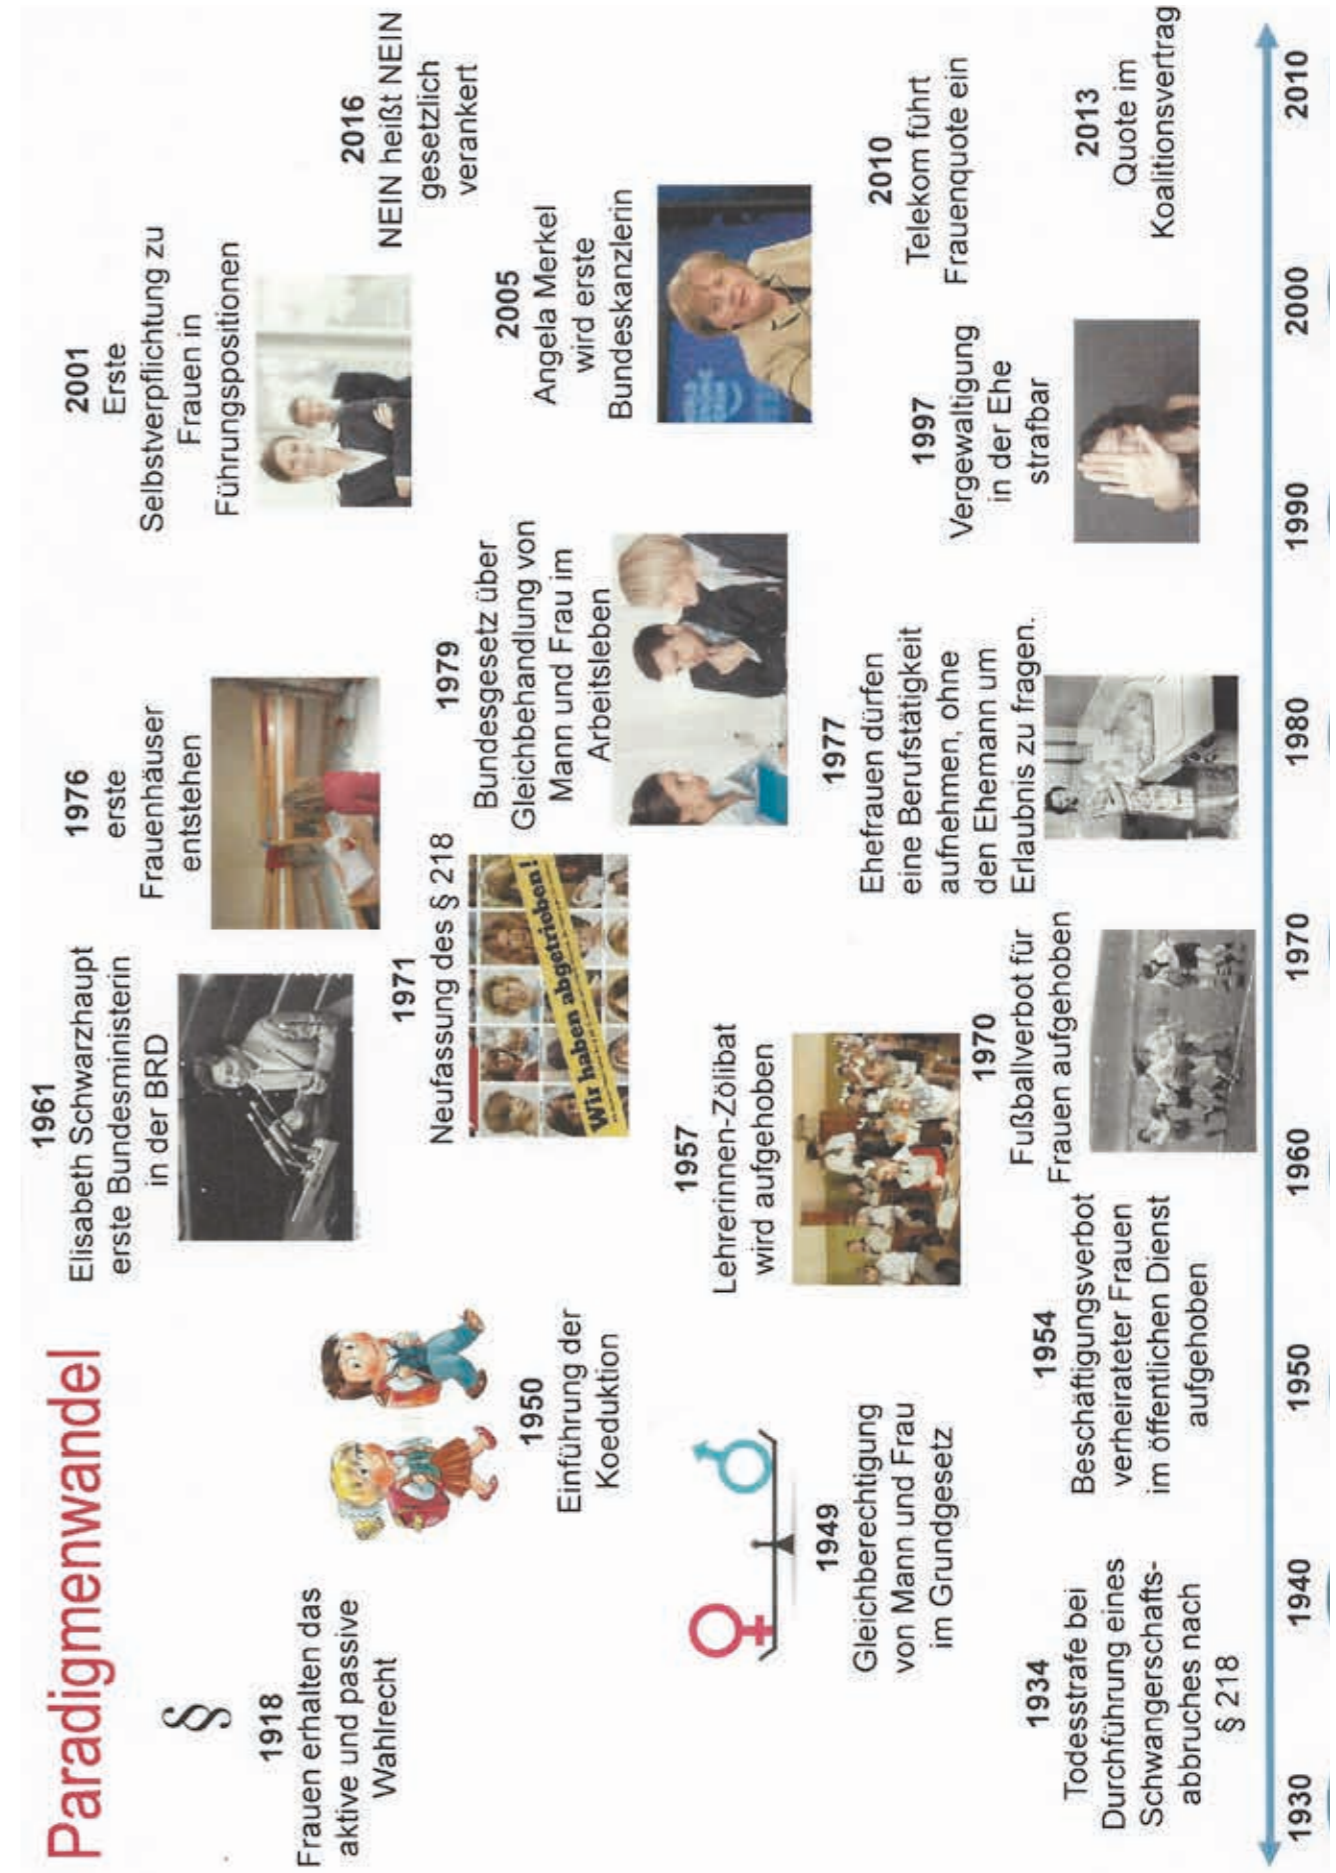 Paradigmenwandel
§
1918
Frauen erhalten das
aktive und passive
Wahlrecht
1934
Todesstrafe bei
Durchführung eines
Schwangerschafts-
abbruches nach
§ 218
1949
Gleichberechtigung
von Mann und Frau
im Grundgesetz
1950
Einführung der
Koeduktion
1954
Beschäftigungsverbot
verheirateter Frauen
im öffentlichen Dienst
aufgehoben
1957
Lehrerinnen-Zölibat
wird aufgehoben
1961
Elisabeth Schwarzhaupt
erste Bundesministerin
in der BRD
1970
Fußballverbot für
Frauen aufgehoben
1971
Neufassung des § 218
Wir haben abgetrieben!
1976
erste
Frauenhäuser
entstehen
1977
Ehefrauen dürfen
eine Berufstätigkeit
aufnehmen, ohne
den Ehemann um
Erlaubnis zu fragen.
1979
Bundesgesetz über
Gleichbehandlung von
Mann und Frau im
Arbeitsleben
1997
Vergewaltigung
in der Ehe
strafbar
2001
Erste
Selbstverpflichtung zu
Frauen in
Führungspositionen
2005
Angela Merkel
wird erste
Bundeskanzlerin
2010
Telekom führt
Frauenquote ein
2013
Quote im
Koalitionsvertrag
2016
NEIN heißt NEIN
gesetzlich
verankert
1930 1940 1950 1960 1970 1980 1990 2000 2010